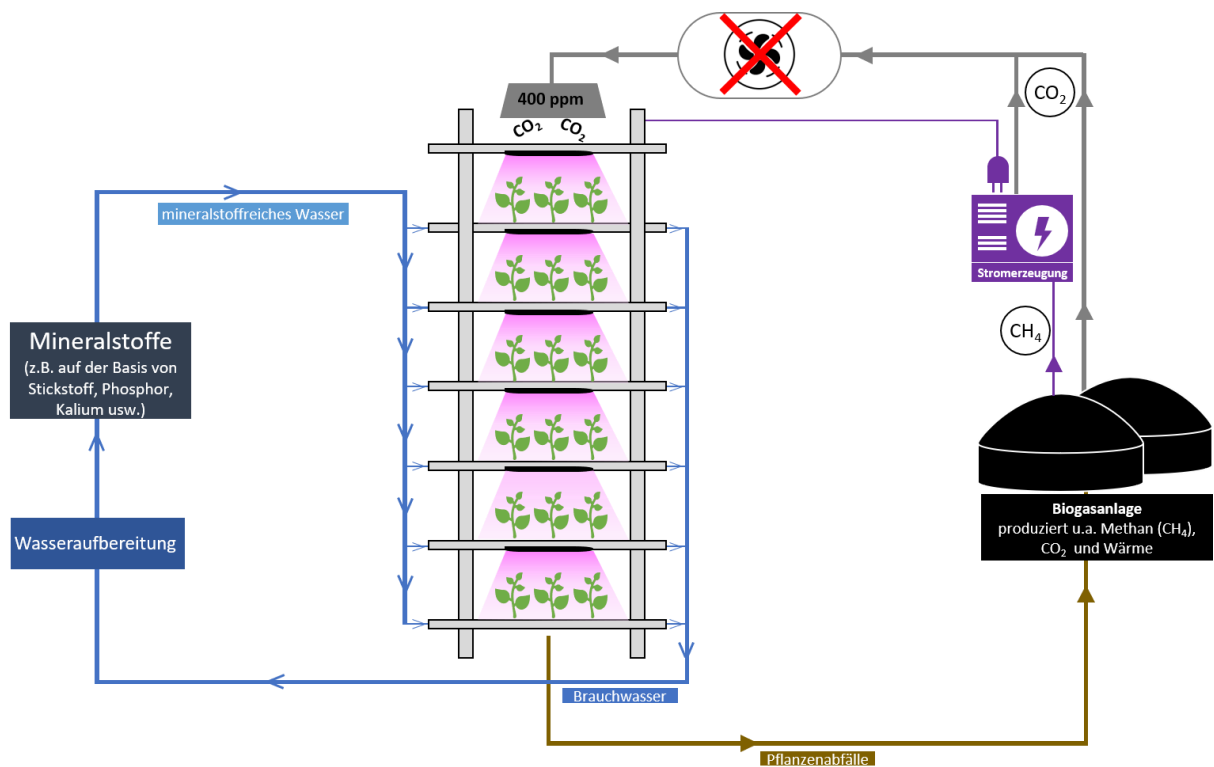 400 ppm
CO₂ CO₂
CO₂
mineralstoffreiches Wasser
Stromerzeugung
Mineralstoffe
(z.B. auf der Basis von
Stickstoff, Phosphor,
Kalium usw.)
CH₄
Wasseraufbereitung
Biogasanlage
produziert u.a. Methan (CH₄),
CO₂ und Wärme
Brauchwasser
Pflanzenabfälle